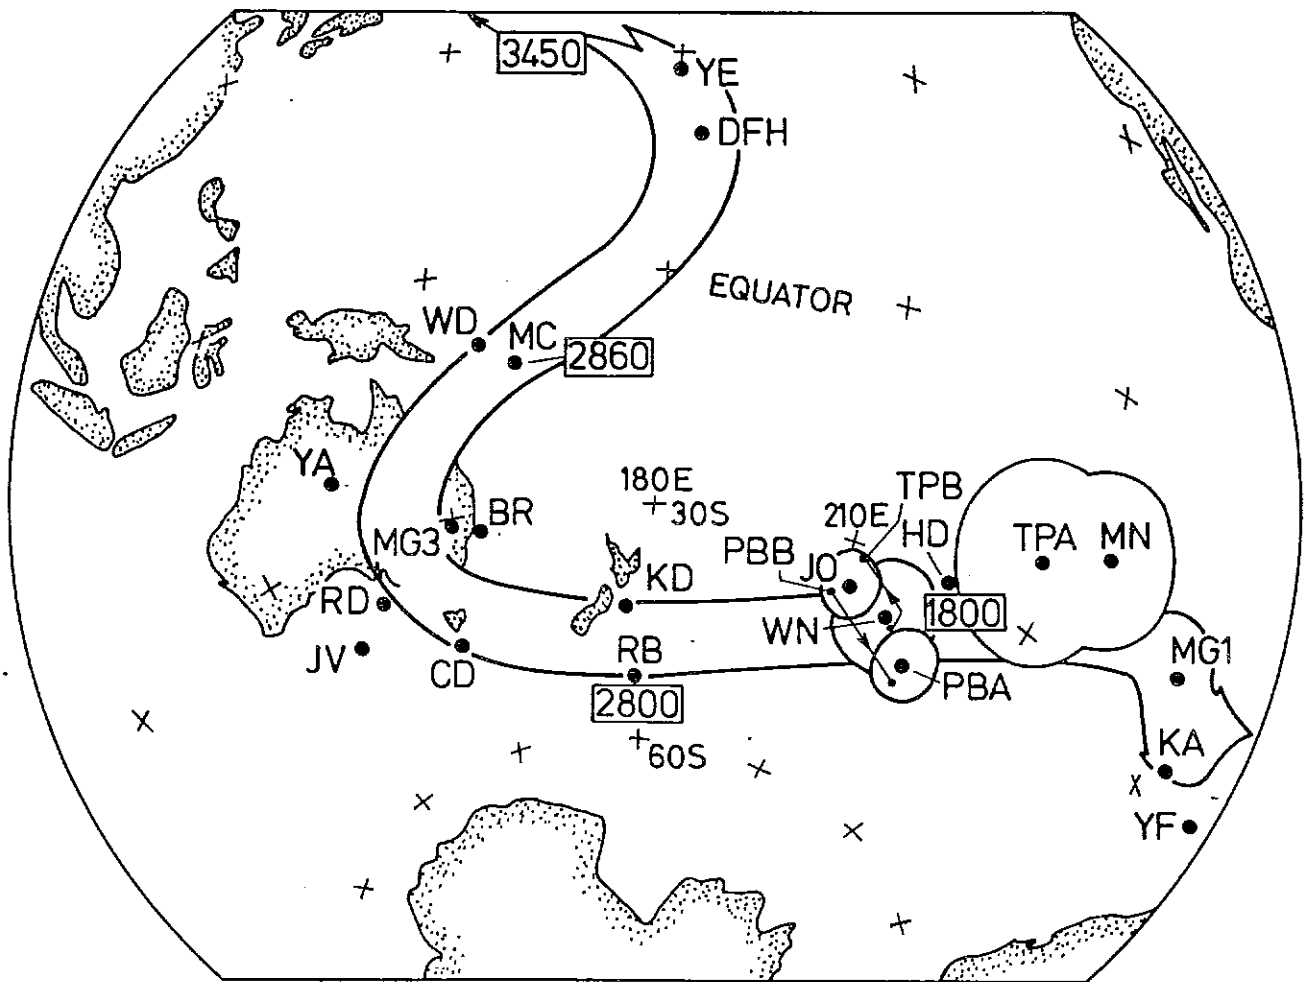 3450
YE
DFH
EQUATOR
WD
MC
2860
YA
180E
30S
BR
MG3
TPB
210E
HD
PBB
JO
TPA
MN
KD
RD
1800
WN
JV
CD
RB
MG1
PBA
2800
60S
KA
YF